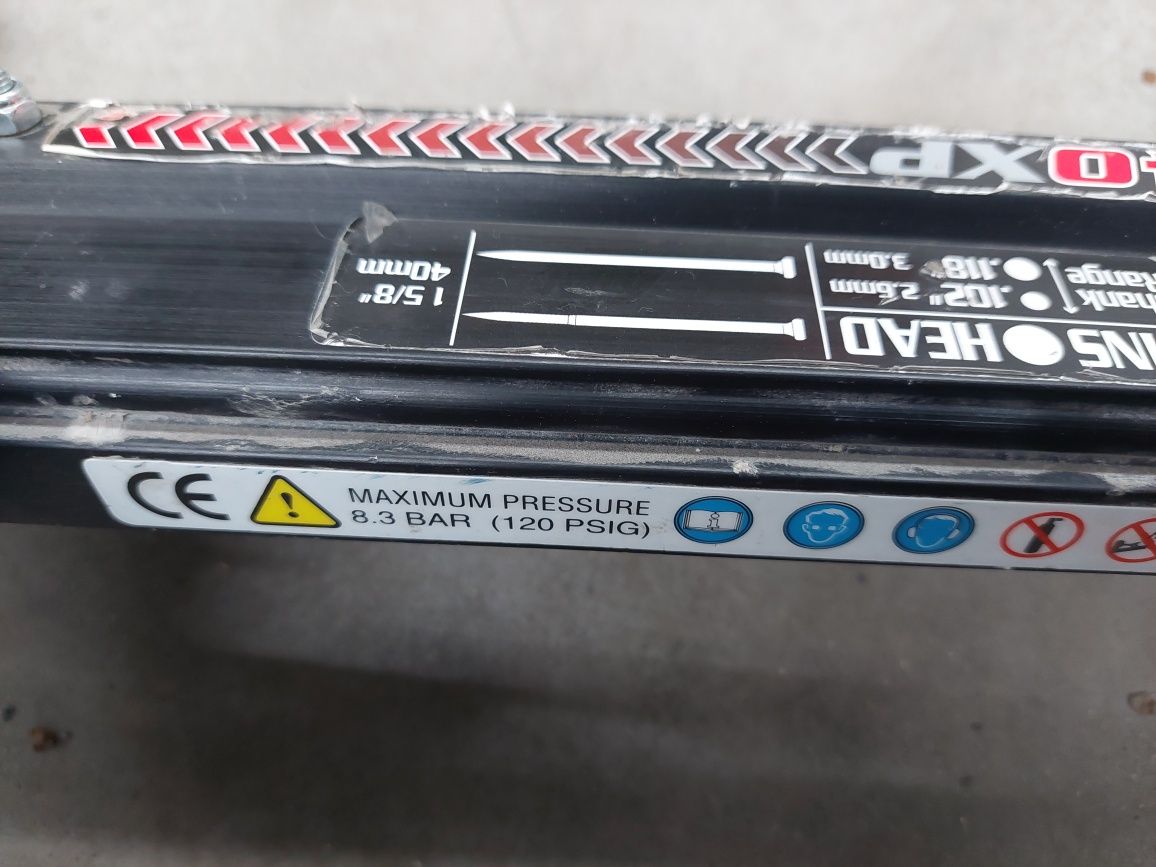 XP
1 5/8"
40mm
HEAD
.102" 2.6mm
.118
3.0mm
CE
MAXIMUM PRESSURE
8.3 BAR (120 PSIG)